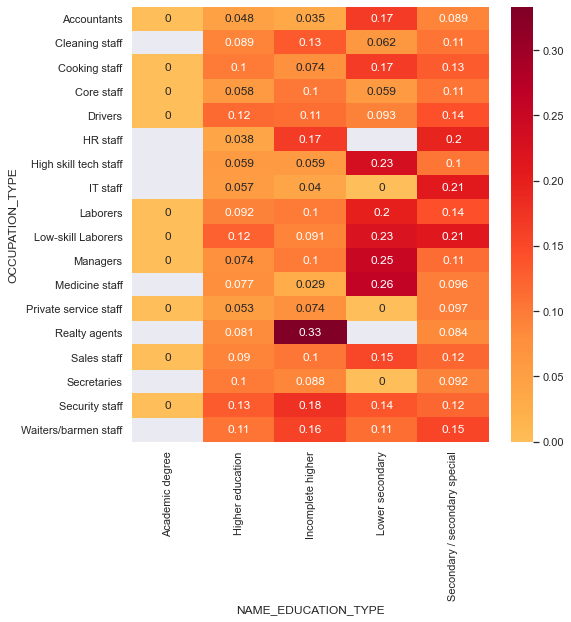 Accountants 0 0.048 0.035 0.17 0.089
Cleaning staff 0.089 0.13 0.062 0.11
Cooking staff 0 0.1 0.074 0.17 0.13
Core staff 0 0.058 0.1 0.059 0.11
Drivers 0 0.12 0.11 0.093 0.14
HR staff 0.038 0.17 0.2
High skill tech staff 0.059 0.059 0.23 0.1
IT staff 0.057 0.04 0 0.21
Laborers 0 0.092 0.1 0.2 0.14
Low-skill Laborers 0 0.12 0.091 0.23 0.21
Managers 0 0.074 0.1 0.25 0.11
Medicine staff 0.077 0.029 0.26 0.096
Private service staff 0 0.053 0.074 0 0.097
Realty agents 0.081 0.33 0.084
Sales staff 0 0.09 0.1 0.15 0.12
Secretaries 0.1 0.088 0 0.092
Security staff 0 0.13 0.18 0.14 0.12
Waiters/barmen staff 0.11 0.16 0.11 0.15
OCCUPATION_TYPE
Academic degree
Higher education
Incomplete higher
Lower secondary
Secondary / secondary special
NAME_EDUCATION_TYPE
0.30
0.25
0.20
0.15
0.10
0.05
0.00